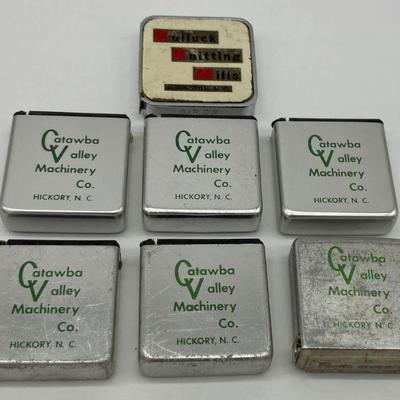 Knitting
Mills
Catawba
Valley
Machinery
Co.
HICKORY, N. C.
Catawba
Valley
Machinery
Co.
HICKORY, N. C.
Catawba
Valley
Machinery
Co.
HICKORY, N. C.
Catawba
Valley
Machinery
Co.
HICKORY, N. C.
Catawba
Valley
Machinery
Co.
HICKORY, N. C.
Catawba
Valley
Machinery
Co.
HICKORY, N. C.